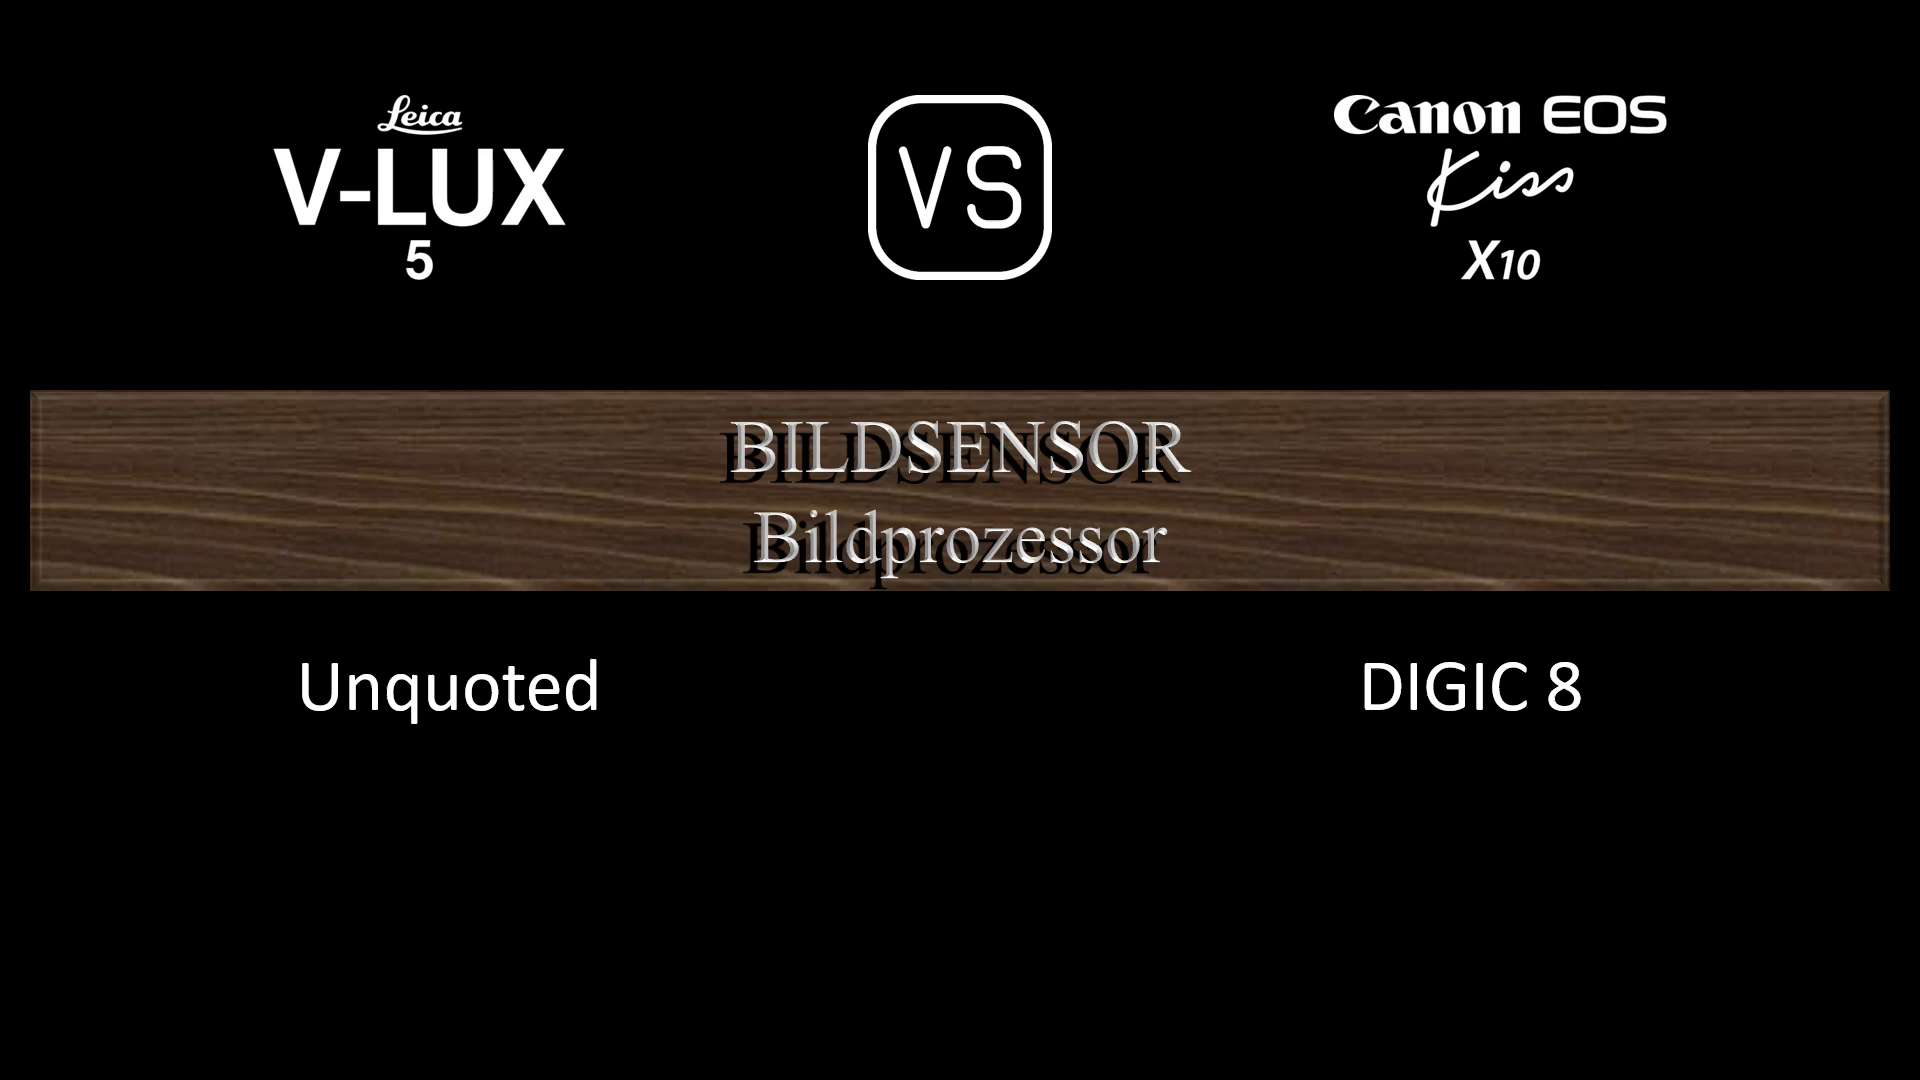 Leica
V-LUX
5
VS
Canon EOS
Kiss
X10
BILDSENSOR
Bildprozessor
Unquoted
DIGIC 8